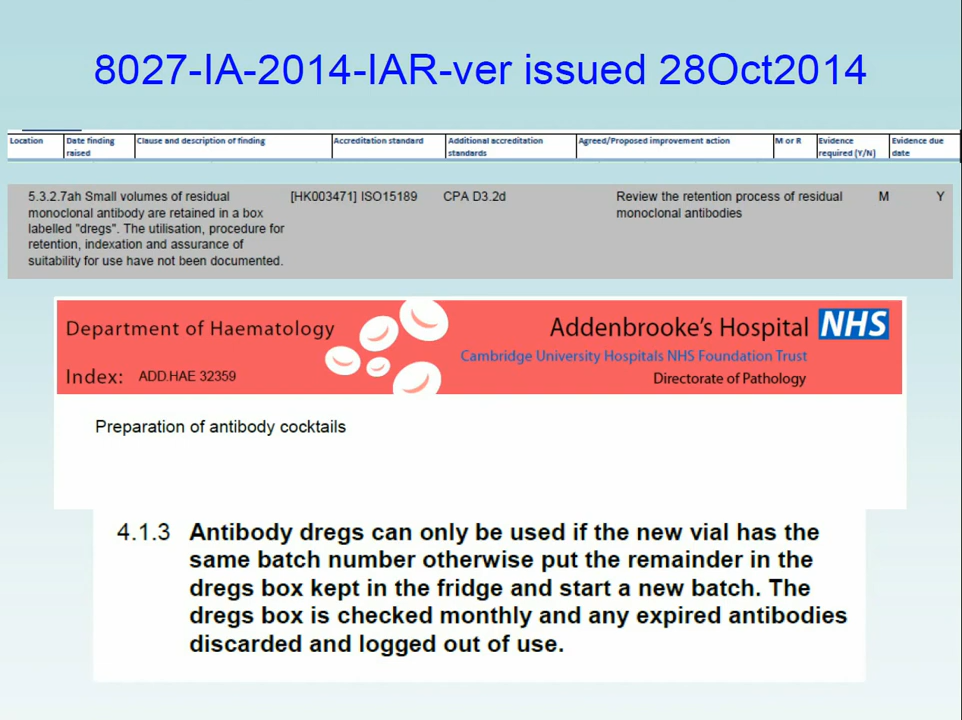 8027-IA-2014-IAR-ver issued 28Oct2014
Location Date finding raised Clause and description of finding Accreditation standard Additional accreditation standards Agreed/Proposed improvement action M or R Evidence required (Y/N) Evidence due date
5.3.2.7ah Small volumes of residual [HK003471] ISO15189 CPA D3.2d Review the retention process of residual M Y
monoclonal antibody are retained in a box monoclonal antibodies
labelled "dregs". The utilisation, procedure for
retention, indexation and assurance of
suitability for use have not been documented.
Department of Haematology
Addenbrooke's Hospital NHS
Cambridge University Hospitals NHS Foundation Trust
Index: ADD.HAE 32359
Directorate of Pathology
Preparation of antibody cocktails
4.1.3 Antibody dregs can only be used if the new vial has the
same batch number otherwise put the remainder in the
dregs box kept in the fridge and start a new batch. The
dregs box is checked monthly and any expired antibodies
discarded and logged out of use.